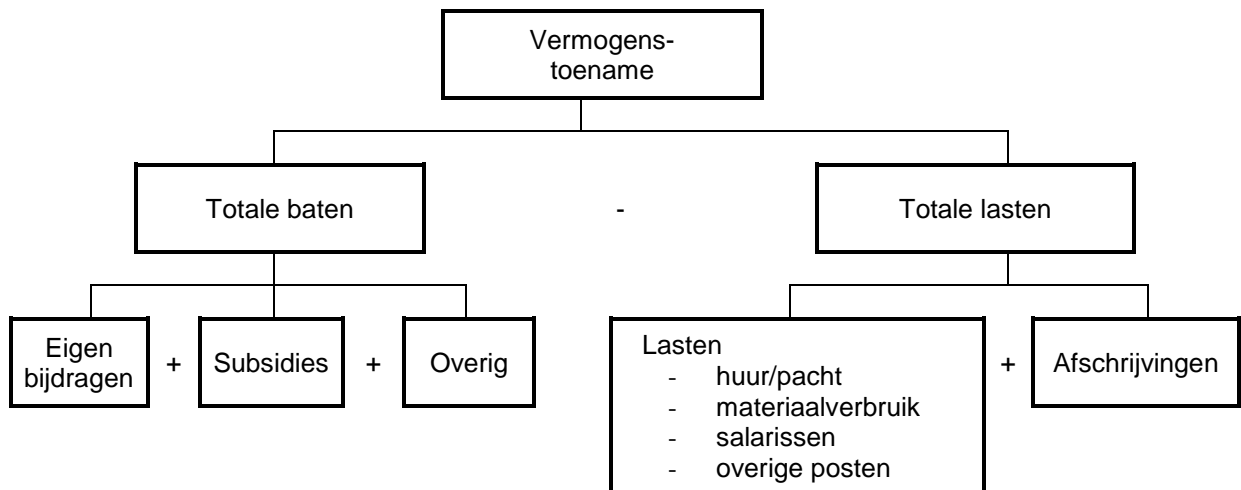 Vermogens-
toename
Totale baten
-
Totale lasten
Eigen
bijdragen
+
Subsidies
+
Overig
Lasten
- huur/pacht
- materiaalverbruik
- salarissen
- overige posten
+
Afschrijvingen